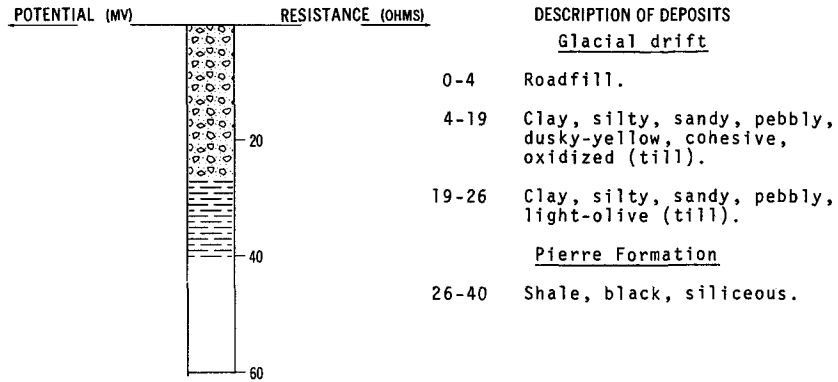 POTENTIAL (MV) RESISTANCE (OHMS) DESCRIPTION OF DEPOSITS
Glacial drift
0-4 Roadfill.
4-19 Clay, silty, sandy, pebbly,
dusky-yellow, cohesive,
oxidized (till).
20
19-26 Clay, silty, sandy, pebbly,
light-olive (till).
Pierre Formation
40
26-40 Shale, black, siliceous.
60